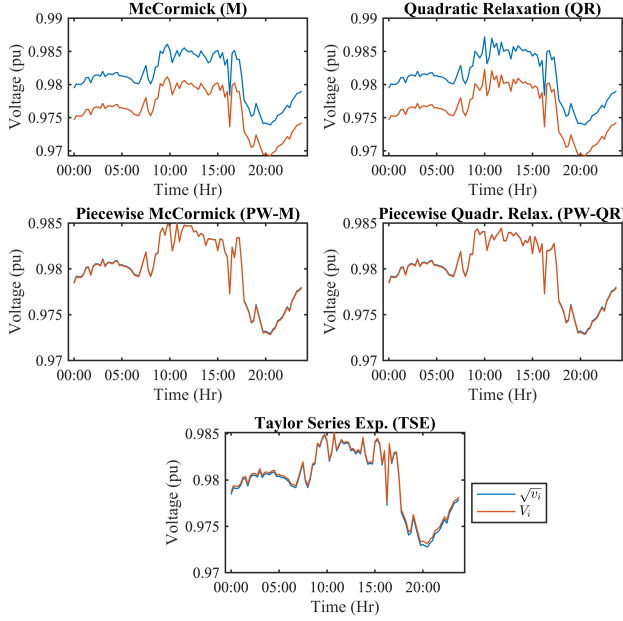 McCormick (M)
0.99
0.985
0.98
0.975
0.97
Voltage (pu)
00:00 05:00 10:00 15:00 20:00
Time (Hr)
Quadratic Relaxation (QR)
0.99
0.985
0.98
0.975
0.97
Voltage (pu)
00:00 05:00 10:00 15:00 20:00
Time (Hr)
Piecewise McCormick (PW-M)
0.985
0.98
0.975
0.97
Voltage (pu)
00:00 05:00 10:00 15:00 20:00
Time (Hr)
Piecewise Quadr. Relax. (PW-QR)
0.985
0.98
0.975
0.97
Voltage (pu)
00:00 05:00 10:00 15:00 20:00
Time (Hr)
Taylor Series Exp. (TSE)
0.985
0.98
0.975
0.97
Voltage (pu)
00:00 05:00 10:00 15:00 20:00
Time (Hr)
√v_i
V_i